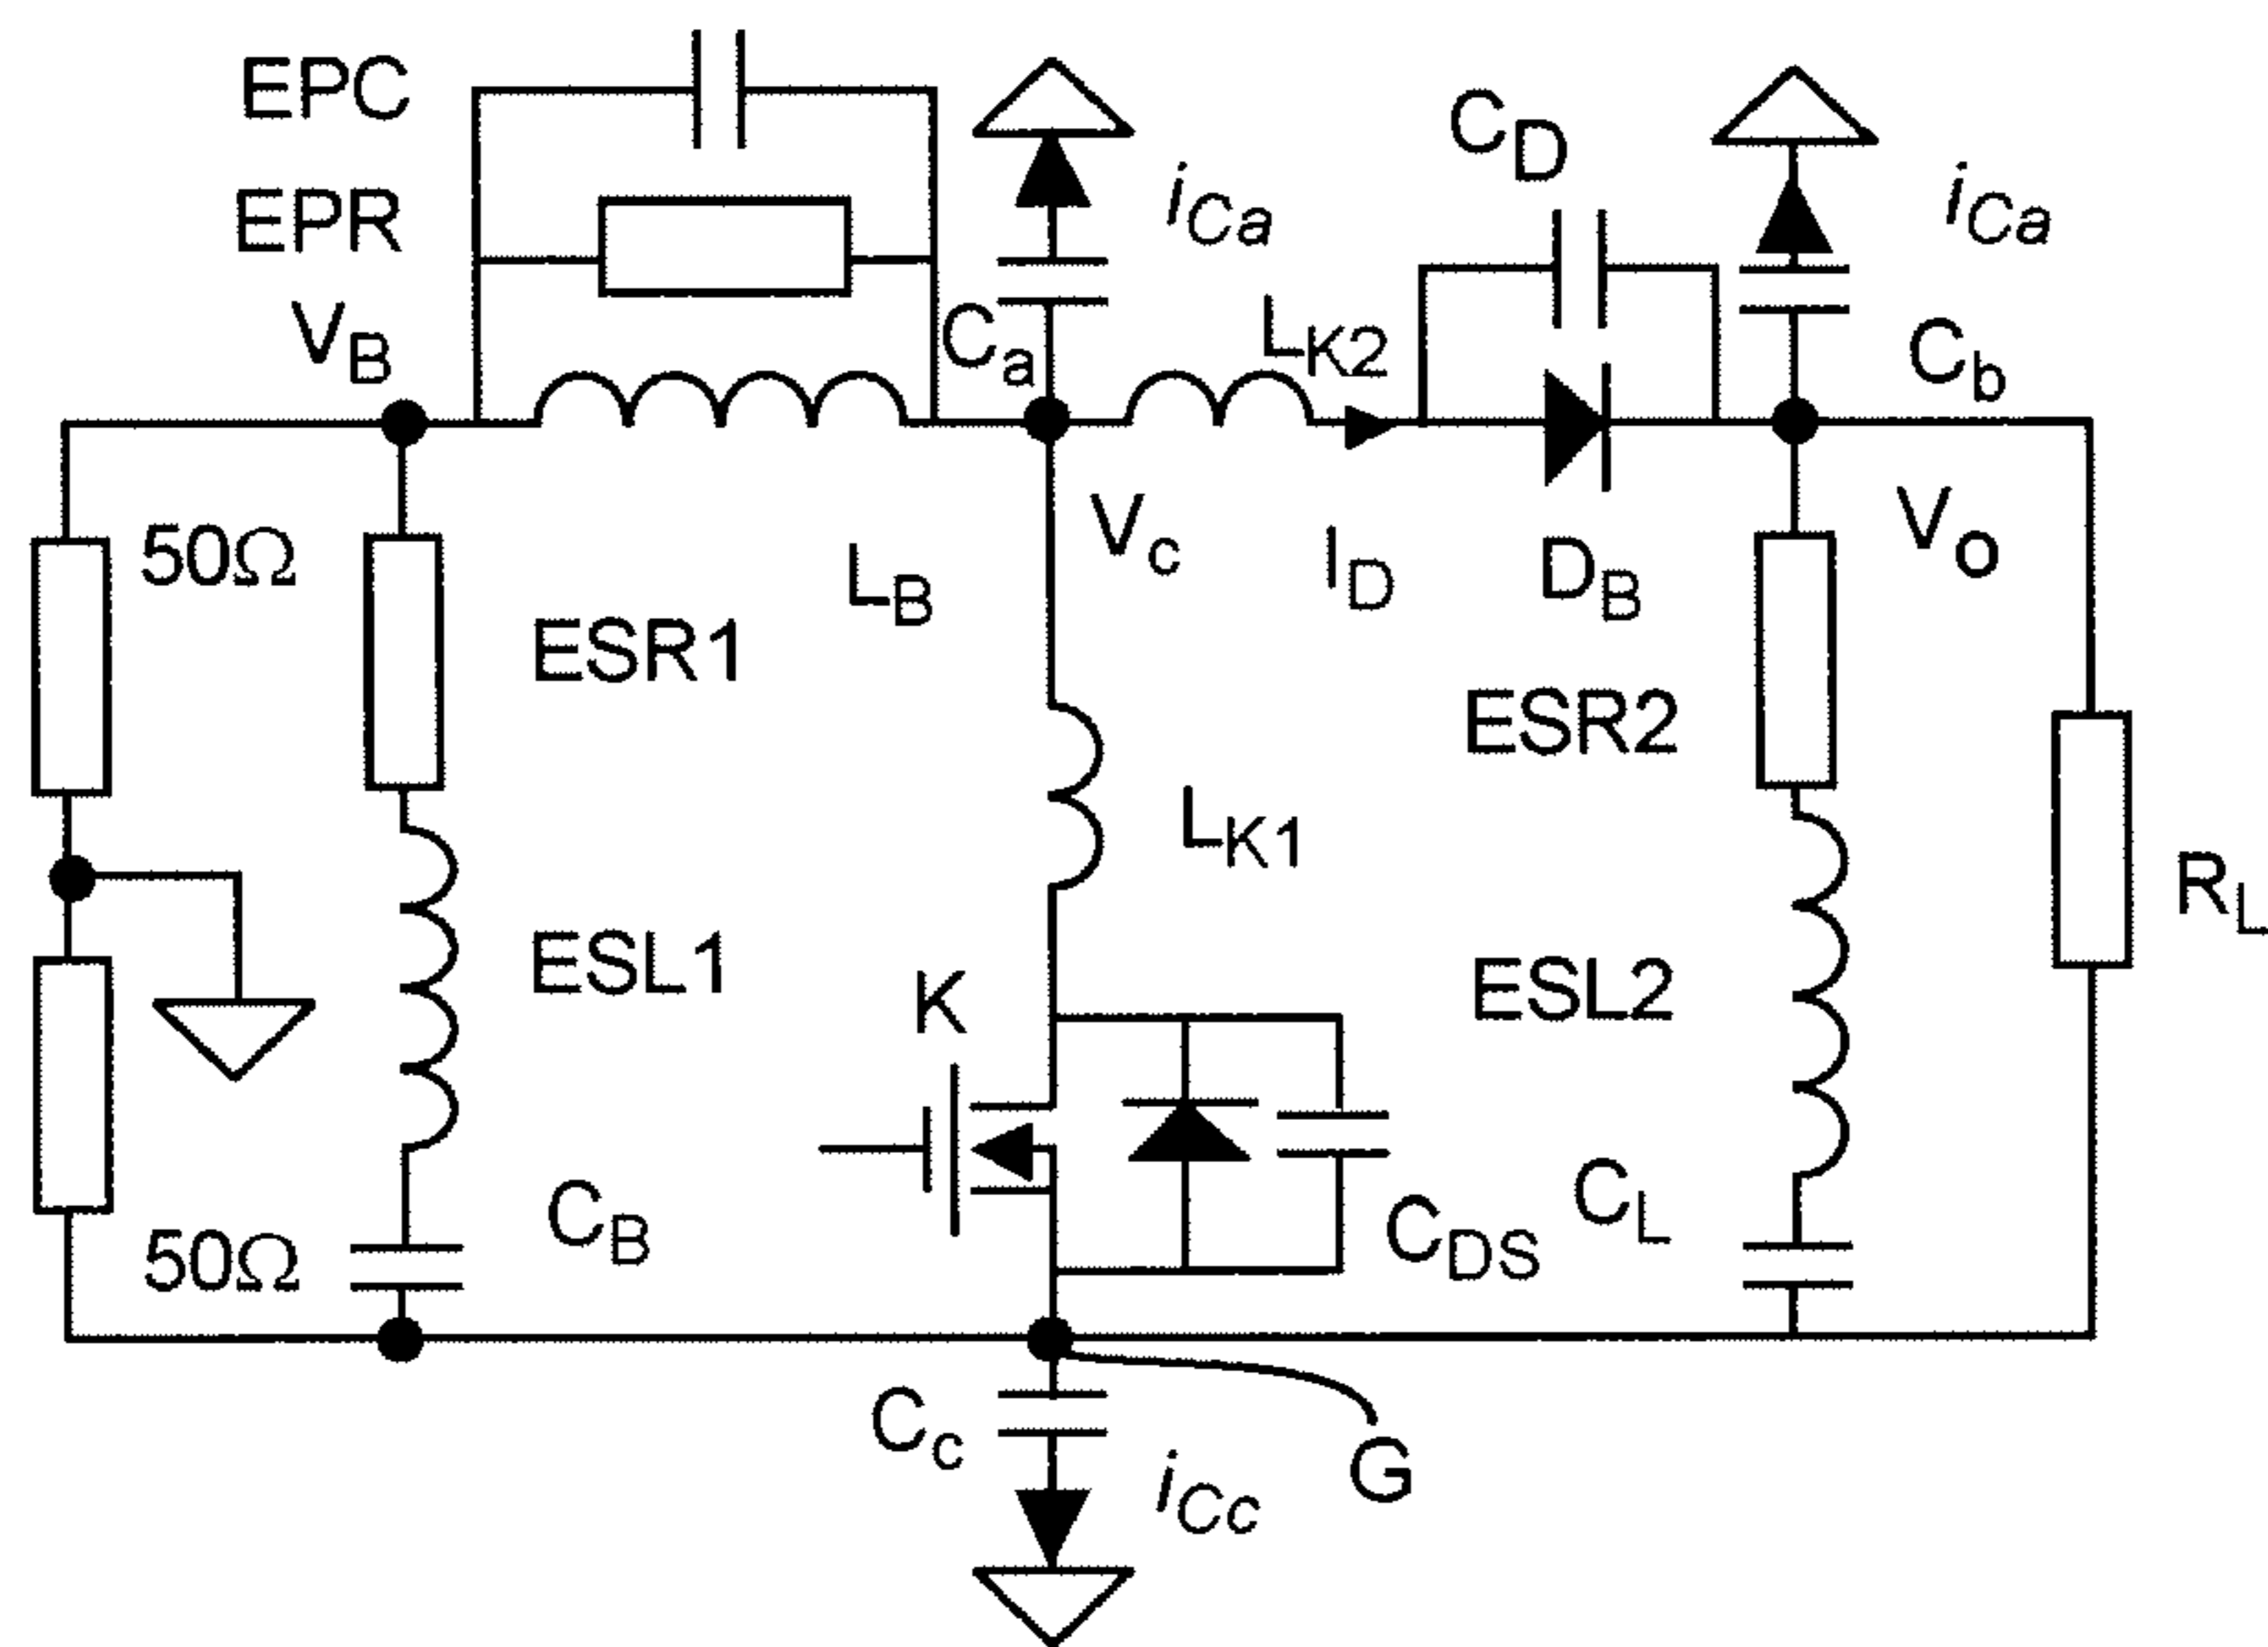 EPC
EPR
V_B
C_a
i_Ca
L_K2
C_D
i_Ca
C_b
50Ω
ESR1
L_B
V_c
I_D
D_B
V_o
ESR2
L_K1
R_L
ESL1
K
ESL2
50Ω
C_B
C_DS
C_L
C_c
i_Cc
G